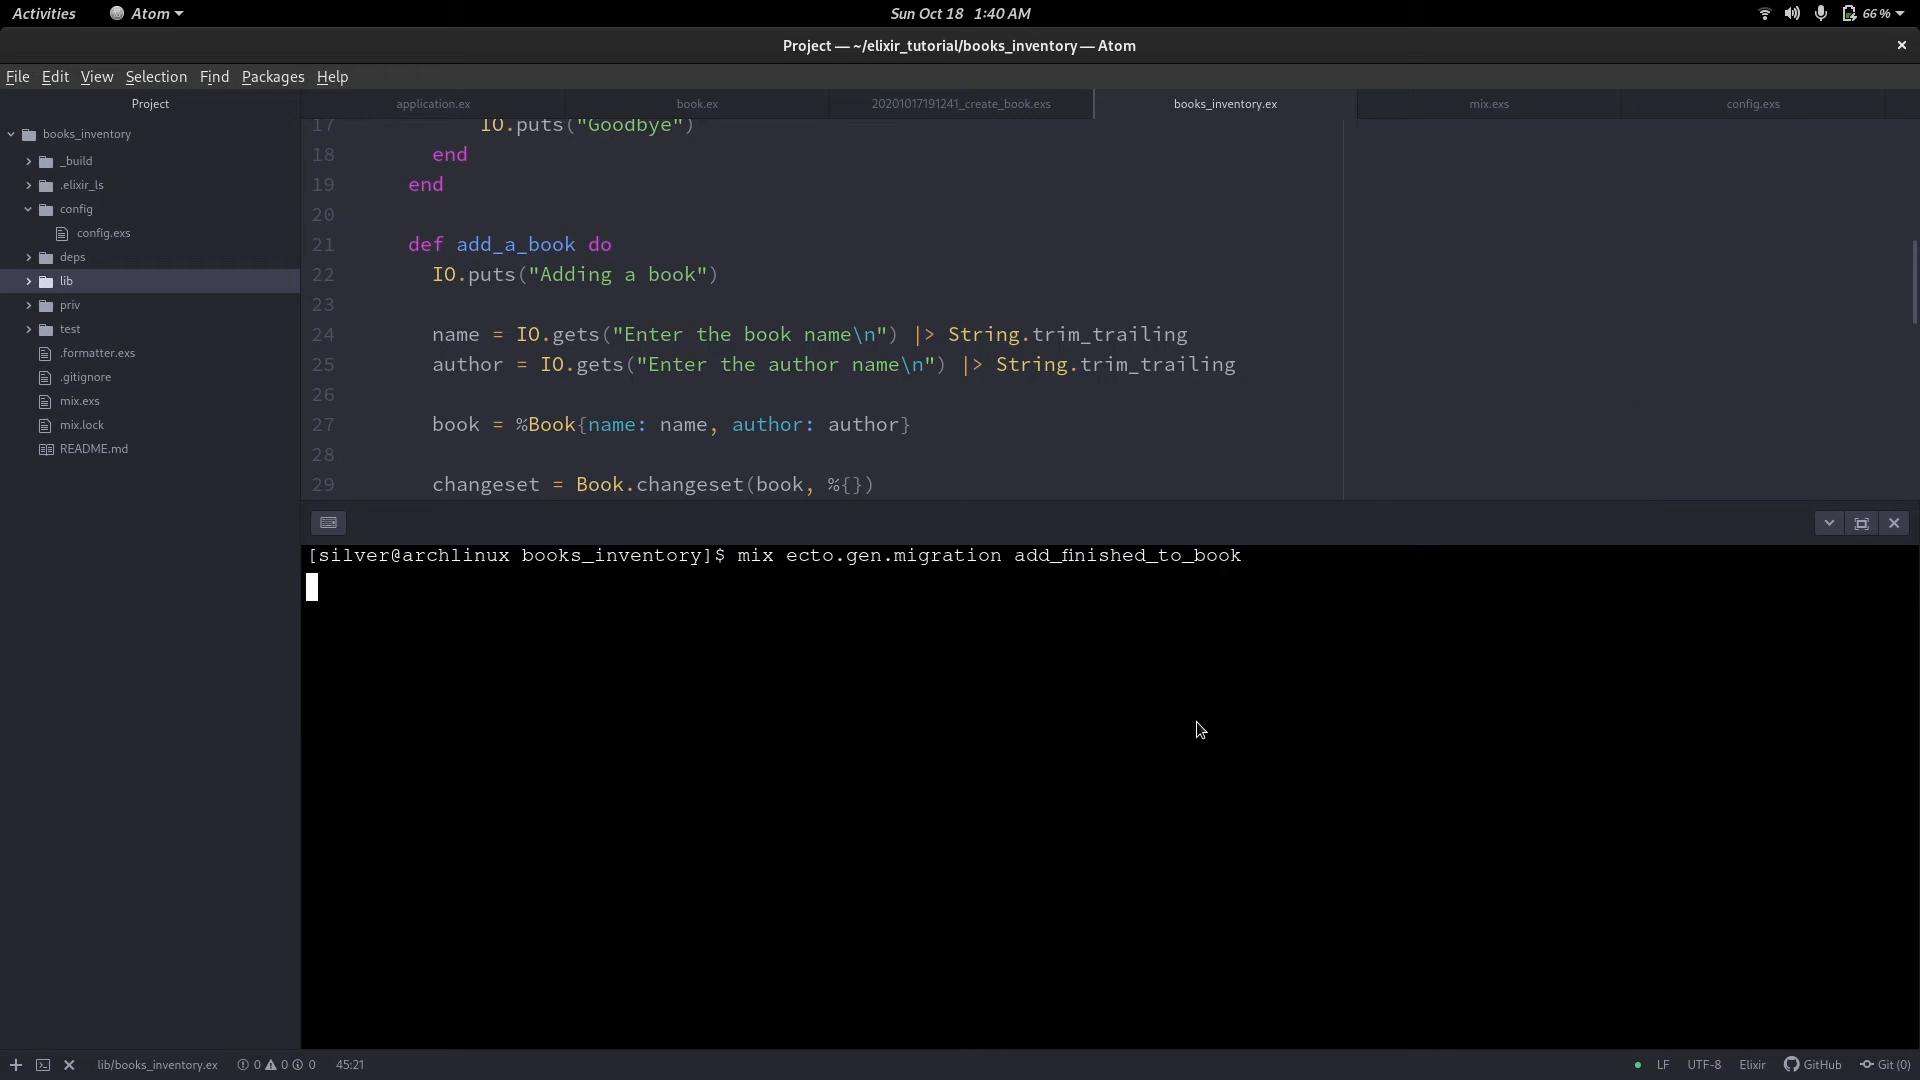 Activities Atom Sun Oct 18 1:40 AM 66 %
Project — ~/elixir_tutorial/books_inventory — Atom
File Edit View Selection Find Packages Help
Project application.ex book.ex 20201017191241_create_book.exs books_inventory.ex mix.exs config.exs
books_inventory
_build
.elixir_ls
config
config.exs
deps
lib
priv
test
.formatter.exs
.gitignore
mix.exs
mix.lock
README.md
17 IO.puts("Goodbye")
18 end
19 end
20
21 def add_a_book do
22 IO.puts("Adding a book")
23
24 name = IO.gets("Enter the book name\n") |> String.trim_trailing
25 author = IO.gets("Enter the author name\n") |> String.trim_trailing
26
27 book = %Book{name: name, author: author}
28
29 changeset = Book.changeset(book, %{})
[silver@archlinux books_inventory]$ mix ecto.gen.migration add_finished_to_book
lib/books_inventory.ex 0 0 0 45:21 LF UTF-8 Elixir GitHub Git (0)